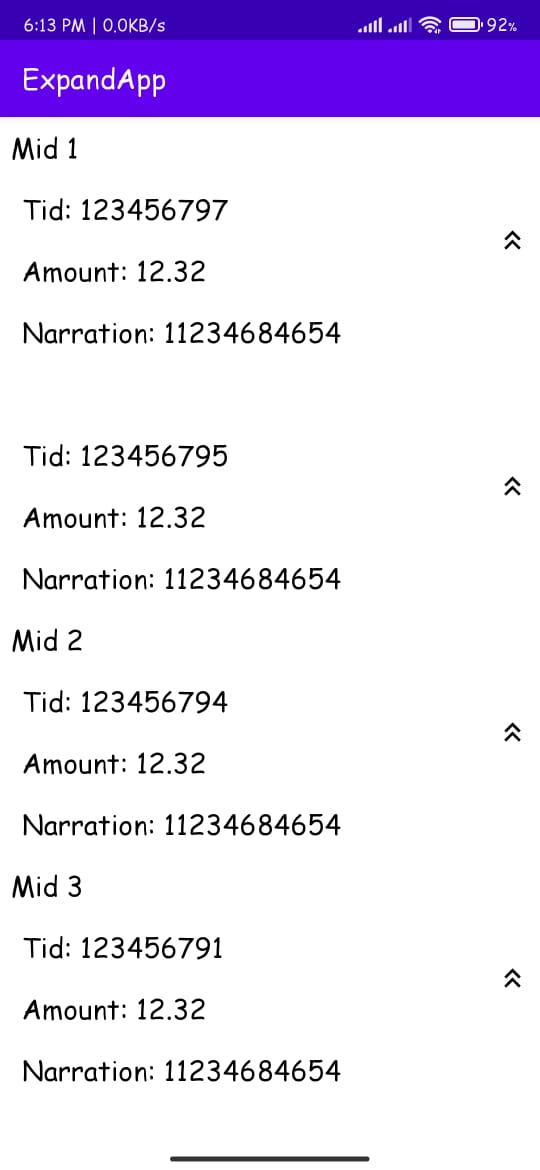 6:13 PM | 0.0KB/s 92%
ExpandApp
Mid 1
Tid: 123456797
Amount: 12.32
Narration: 11234684654
Tid: 123456795
Amount: 12.32
Narration: 11234684654
Mid 2
Tid: 123456794
Amount: 12.32
Narration: 11234684654
Mid 3
Tid: 123456791
Amount: 12.32
Narration: 11234684654